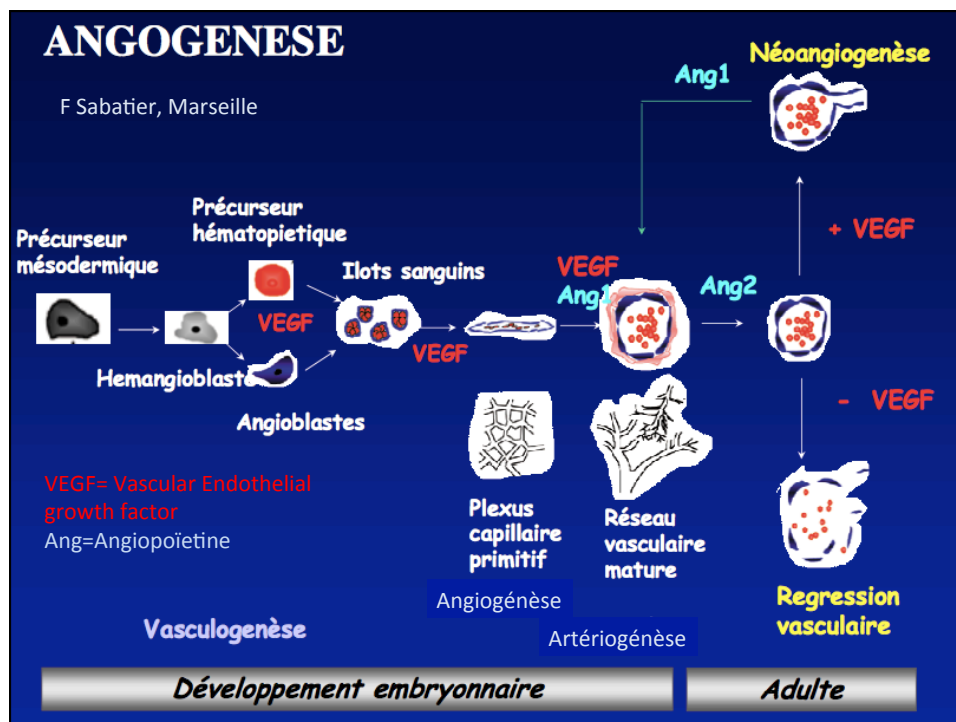 ANGOGENESE
F Sabatier, Marseille
Néoangiogenèse
Ang1
+ VEGF
Précurseur
hématopietique
Précurseur
mésodermique
Ilots sanguins
VEGF
Ang1
Ang2
VEGF
VEGF
Hemangioblaste
Angioblastes
- VEGF
VEGF= Vascular Endothelial
growth factor
Ang=Angiopoïetine
Plexus
capillaire
primitif
Réseau
vasculaire
mature
Angiogénèse
Artériogénèse
Regression
vasculaire
Vasculogenèse
Développement embryonnaire
Adulte